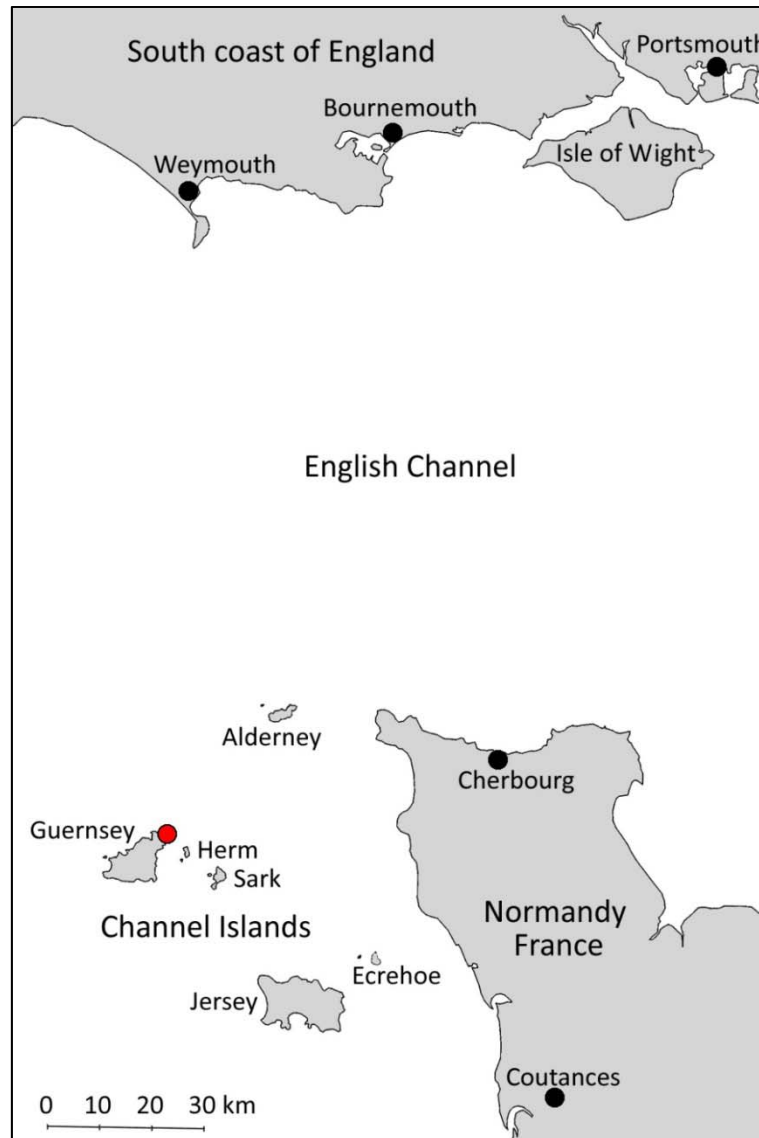 South coast of England
Portsmouth
Bournemouth
Isle of Wight
Weymouth
English Channel
Alderney
Cherbourg
Guernsey
Herm
Sark
Channel Islands
Normandy
France
Ecrehoe
Jersey
Coutances
0 10 20 30 km